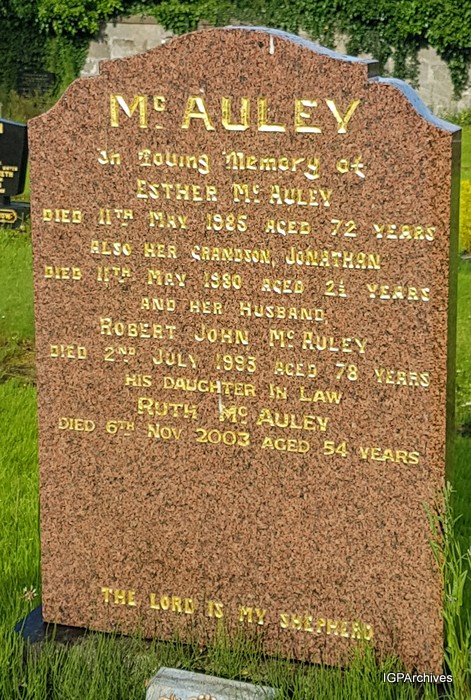 McAULEY
In Loving Memory of
ESTHER McAULEY
DIED 11TH MAY 1985 AGED 72 YEARS
ALSO HER GRANDSON, JONATHAN
DIED 11TH MAY 1980 AGED 2½ YEARS
AND HER HUSBAND,
ROBERT JOHN McAULEY
DIED 2ND JULY 1993 AGED 78 YEARS
HIS DAUGHTER IN LAW
RUTH McAULEY
DIED 6TH NOV 2003 AGED 54 YEARS
THE LORD IS MY SHEPHERD
IGPArchives